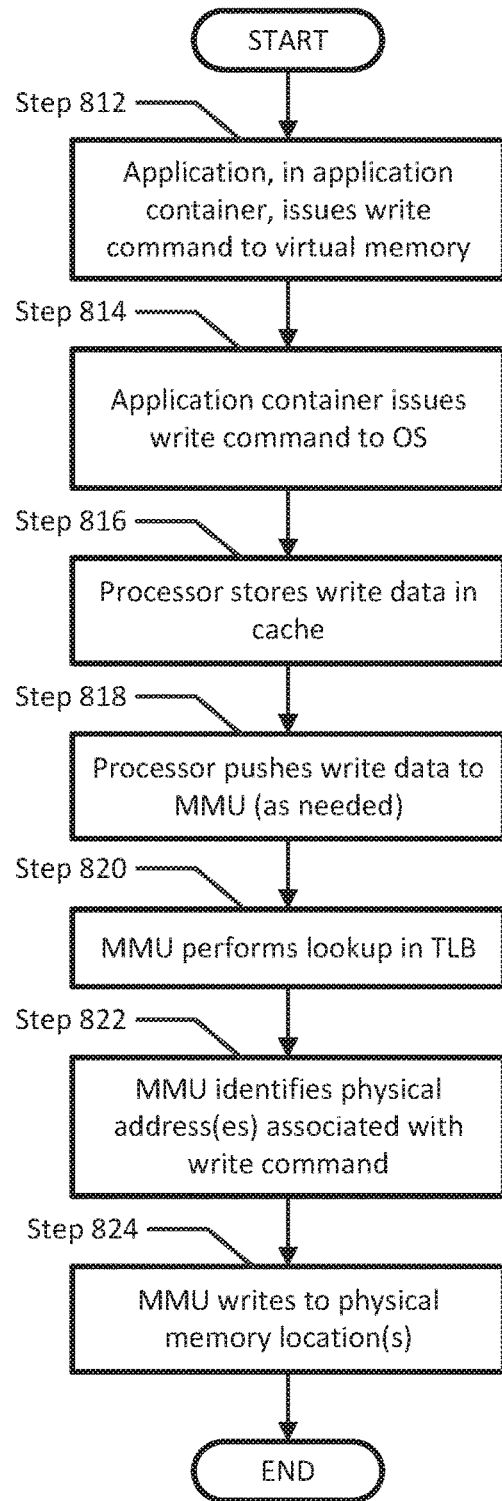 START
Step 812
Application, in application
container, issues write
command to virtual memory
Step 814
Application container issues
write command to OS
Step 816
Processor stores write data in
cache
Step 818
Processor pushes write data to
MMU (as needed)
Step 820
MMU performs lookup in TLB
Step 822
MMU identifies physical
address(es) associated with
write command
Step 824
MMU writes to physical
memory location(s)
END